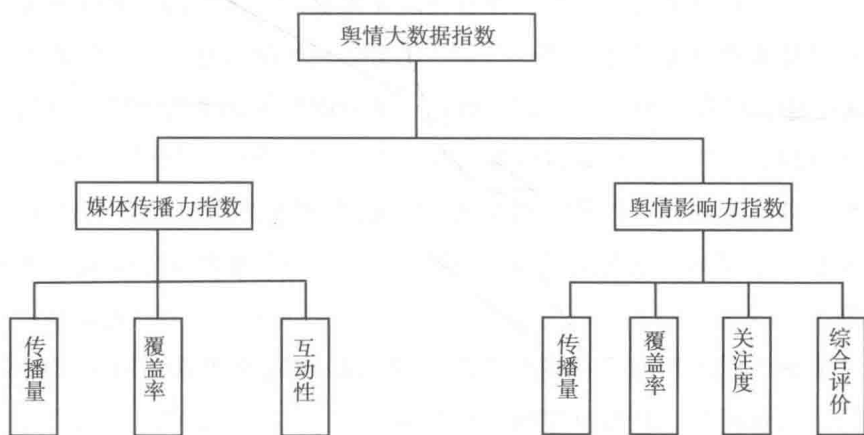 舆情大数据指数
媒体传播力指数
舆情影响力指数
传播量
覆盖率
互动性
传播量
覆盖率
关注度
综合评价